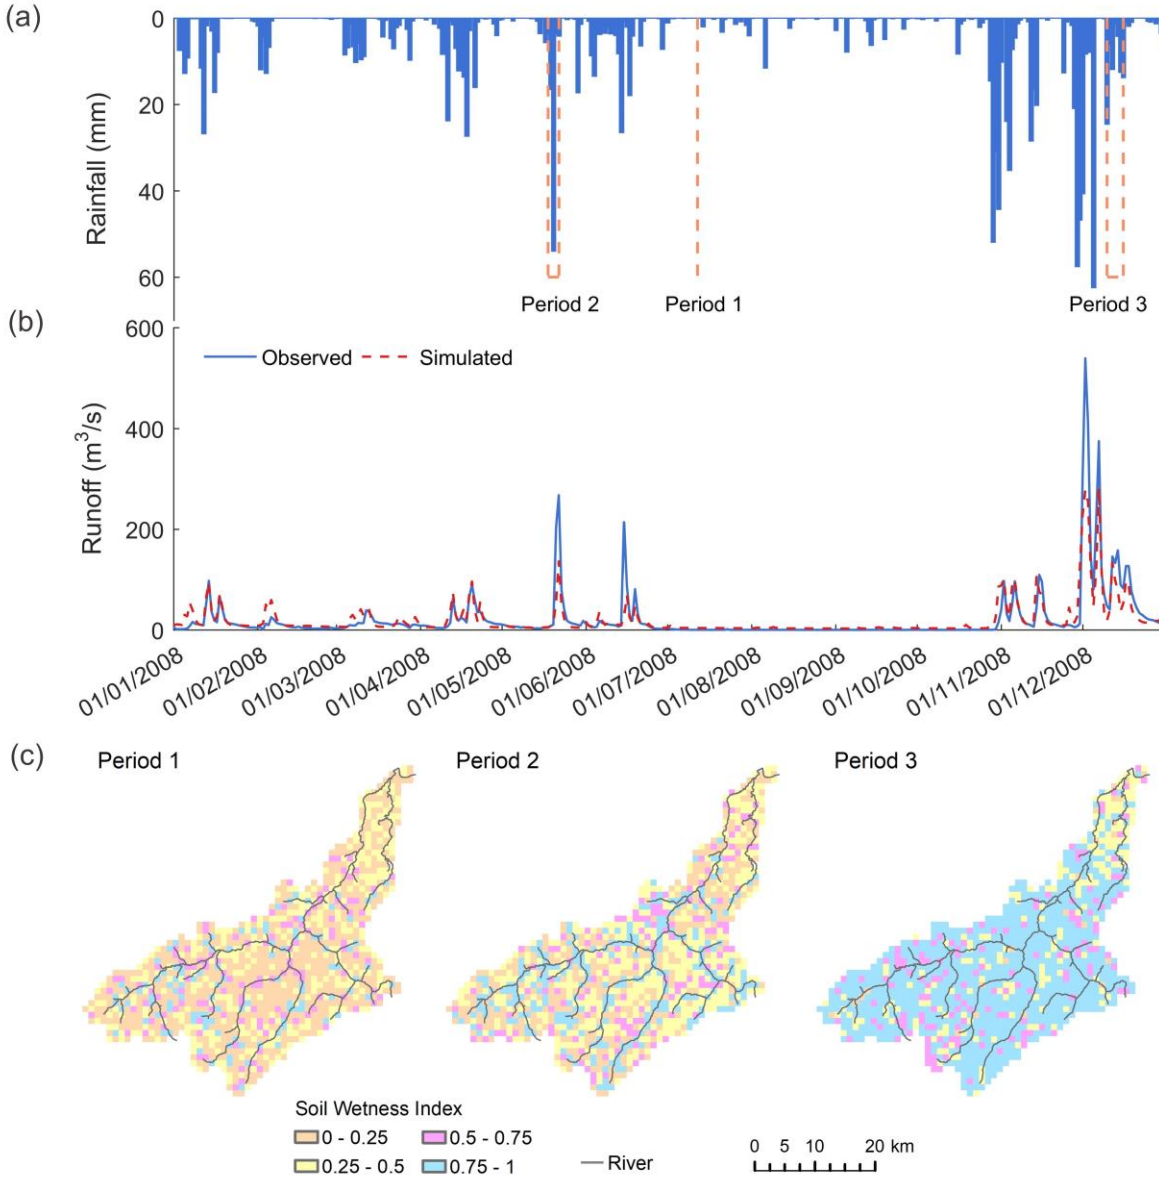 (a)
0
20
40
60
Rainfall (mm)
Period 2
Period 1
Period 3
(b)
600
400
200
0
Runoff (m³/s)
Observed
Simulated
01/01/2008
01/02/2008
01/03/2008
01/04/2008
01/05/2008
01/06/2008
01/07/2008
01/08/2008
01/09/2008
01/10/2008
01/11/2008
01/12/2008
(c)
Period 1
Period 2
Period 3
Soil Wetness Index
0 - 0.25
0.5 - 0.75
0.25 - 0.5
0.75 - 1
River
0 5 10 20 km